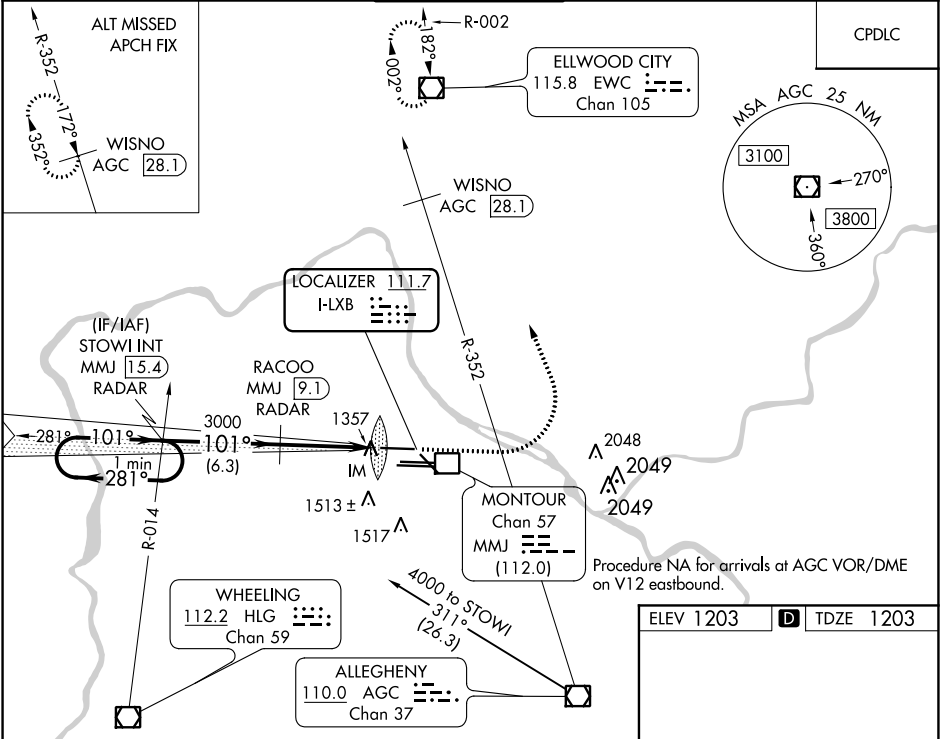 ALT MISSED
APCH FIX
R-352
172°
352°
WISNO
AGC 28.1
R-002
182°
002°
ELLWOOD CITY
115.8 EWC
Chan 105
CPDLC
MSA AGC 25 NM
3100
270°
3800
360°
WISNO
AGC 28.1
LOCALIZER 111.7
I-LXB
R-352
(IF/IAF)
STOWI INT
MMJ 15.4
RADAR
RACOO
MMJ 9.1
RADAR
281°
101°
3000
101°
(6.3)
1 min
281°
1357
IM
1513 ±
1517
2048
2049
2049
R-014
MONTOUR
Chan 57
MMJ
(112.0)
Procedure NA for arrivals at AGC VOR/DME
on V12 eastbound.
WHEELING
112.2 HLG
Chan 59
4000 to STOWI
311°
(26.3)
ALLEGHENY
110.0 AGC
Chan 37
ELEV 1203 D TDZE 1203